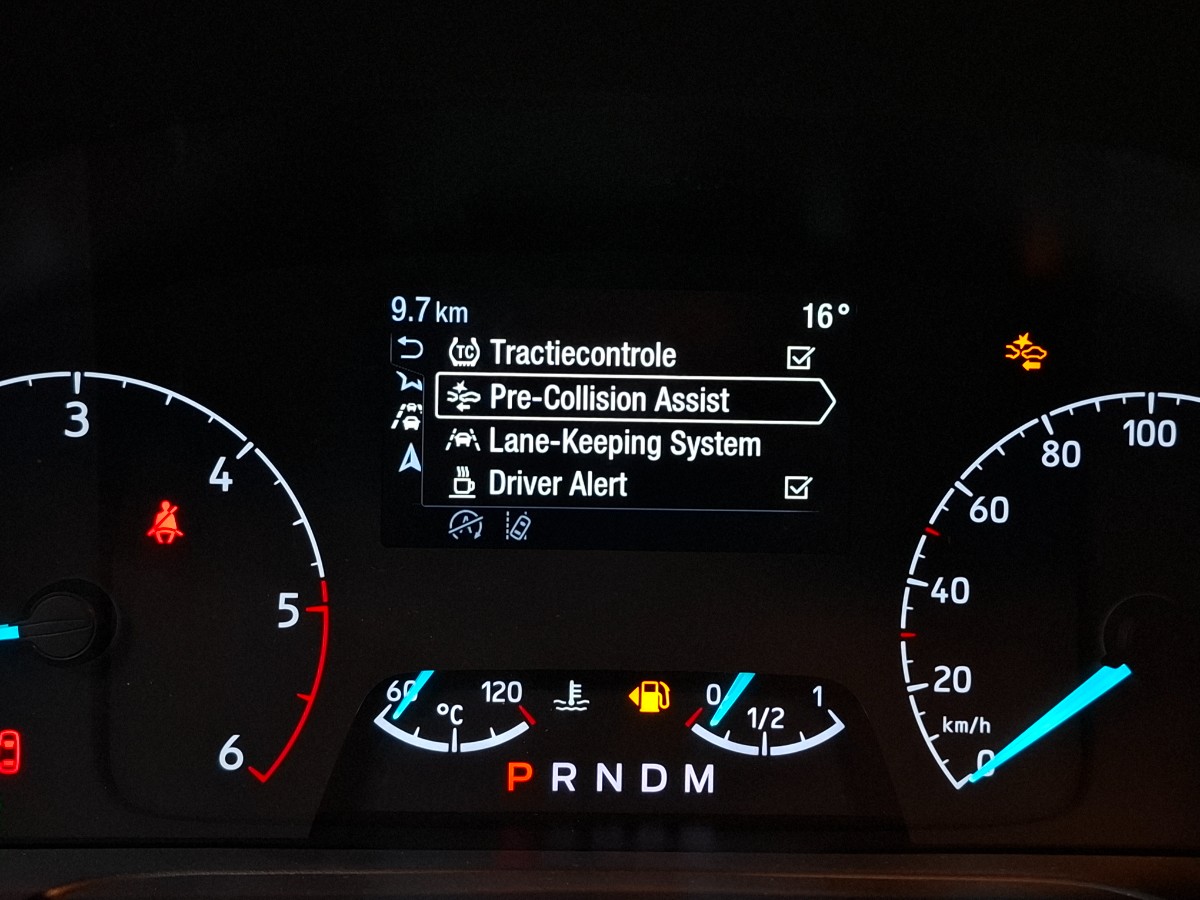 9.7 km 16°
TC Tractiecontrole
Pre-Collision Assist
Lane-Keeping System
Driver Alert
A
3
4
5
6
60 120
°C
0 1/2 1
P R N D M
100
80
60
40
20
km/h
0